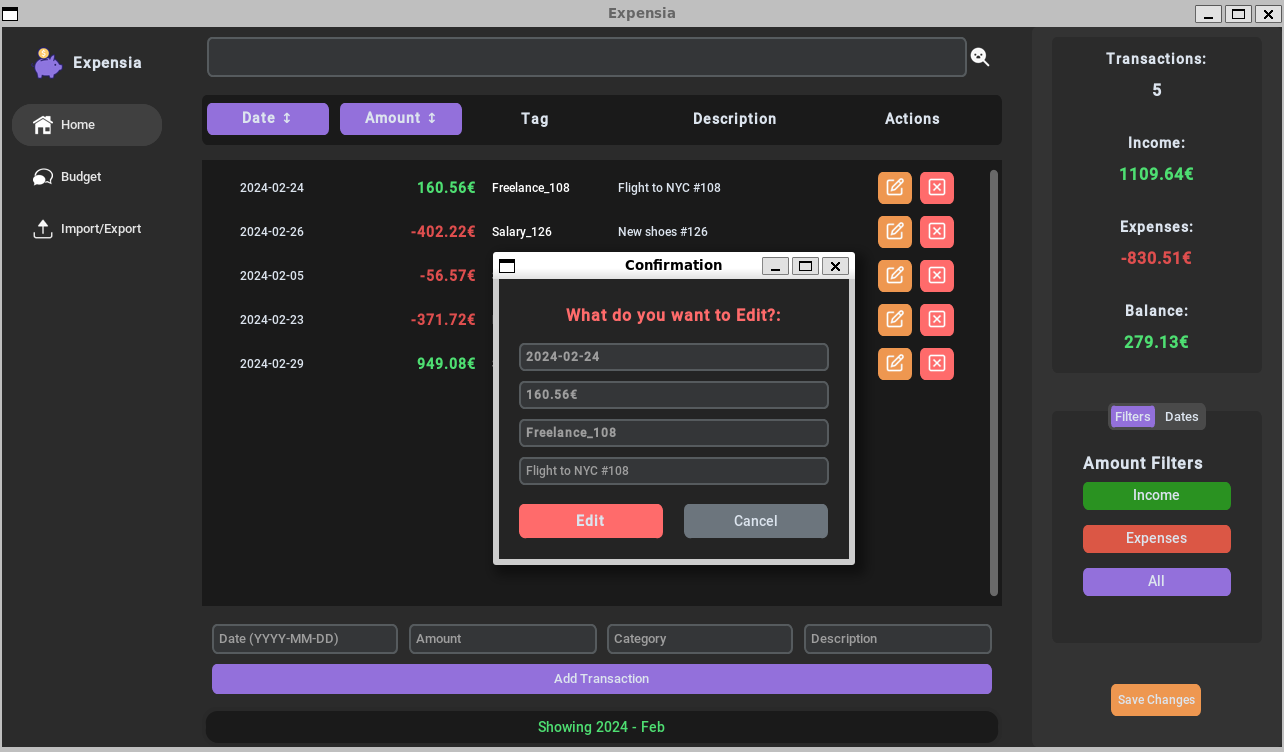 Expensia
Expensia
Home
Budget
Import/Export
Date ↕ Amount ↕ Tag Description Actions
2024-02-24 160.56€ Freelance_108 Flight to NYC #108
2024-02-26 -402.22€ Salary_126 New shoes #126
2024-02-05 -56.57€
2024-02-23 -371.72€
2024-02-29 949.08€
Confirmation
What do you want to Edit?:
2024-02-24
160.56€
Freelance_108
Flight to NYC #108
Edit Cancel
Date (YYYY-MM-DD) Amount Category Description
Add Transaction
Showing 2024 - Feb
Transactions:
5
Income:
1109.64€
Expenses:
-830.51€
Balance:
279.13€
Filters Dates
Amount Filters
Income
Expenses
All
Save Changes